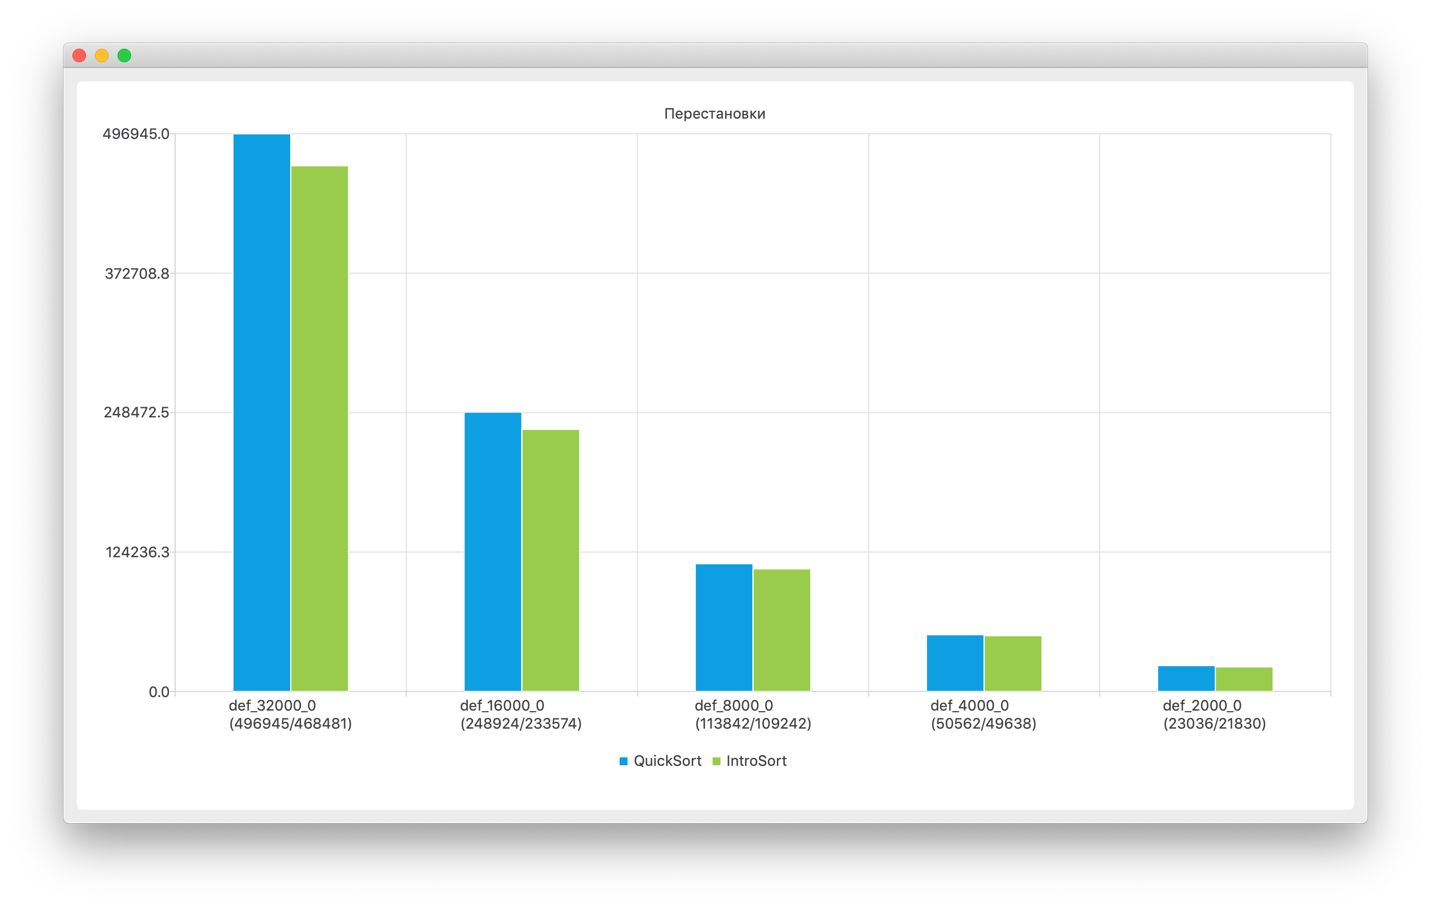 Перестановки
496945.0
372708.8
248472.5
124236.3
0.0
def_32000_0
(496945/468481)
def_16000_0
(248924/233574)
def_8000_0
(113842/109242)
def_4000_0
(50562/49638)
def_2000_0
(23036/21830)
QuickSort
IntroSort